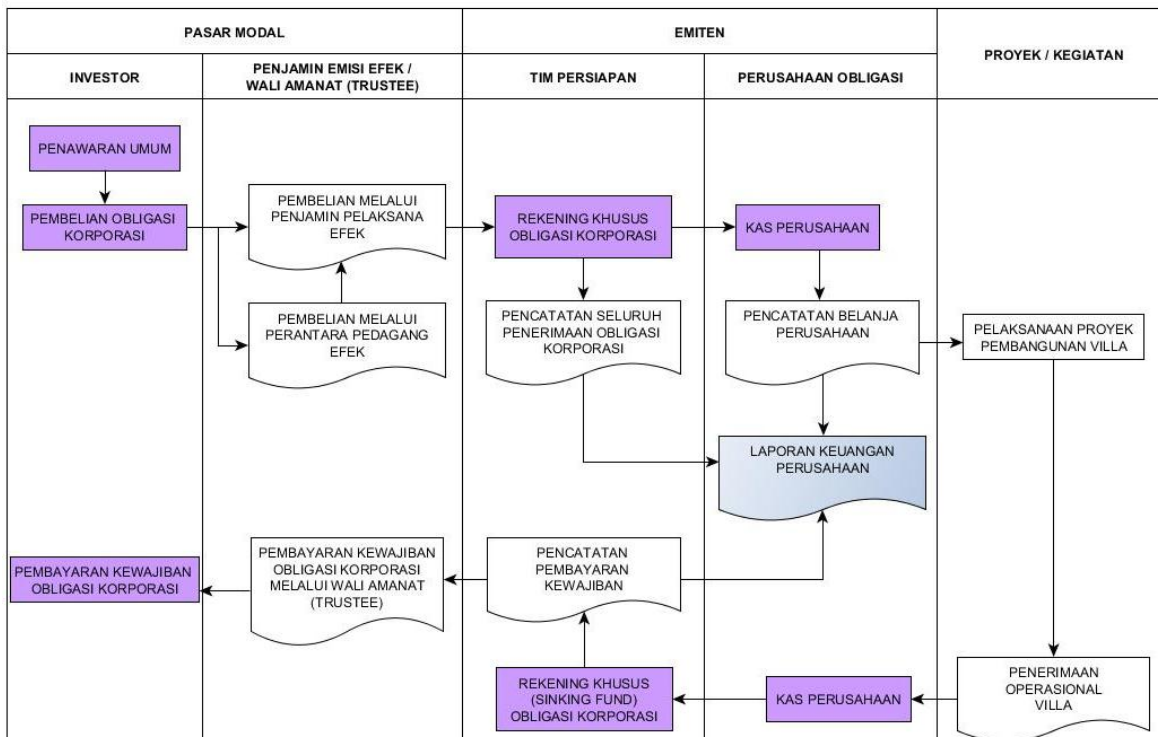 PASAR MODAL
EMITEN
PROYEK / KEGIATAN
INVESTOR
PENJAMIN EMISI EFEK /
WALI AMANAT (TRUSTEE)
TIM PERSIAPAN
PERUSAHAAN OBLIGASI
PENAWARAN UMUM
PEMBELIAN OBLIGASI
KORPORASI
PEMBELIAN MELALUI
PENJAMIN PELAKSANA
EFEK
REKENING KHUSUS
OBLIGASI KORPORASI
KAS PERUSAHAAN
PEMBELIAN MELALUI
PERANTARA PEDAGANG
EFEK
PENCATATAN SELURUH
PENERIMAAN OBLIGASI
KORPORASI
PENCATATAN BELANJA
PERUSAHAAN
PELAKSANAAN PROYEK
PEMBANGUNAN VILLA
LAPORAN KEUANGAN
PERUSAHAAN
PEMBAYARAN KEWAJIBAN
OBLIGASI KORPORASI
PEMBAYARAN KEWAJIBAN
OBLIGASI KORPORASI
MELALUI WALI AMANAT
(TRUSTEE)
PENCATATAN
PEMBAYARAN
KEWAJIBAN
REKENING KHUSUS
(SINKING FUND)
OBLIGASI KORPORASI
KAS PERUSAHAAN
PENERIMAAN
OPERASIONAL
VILLA